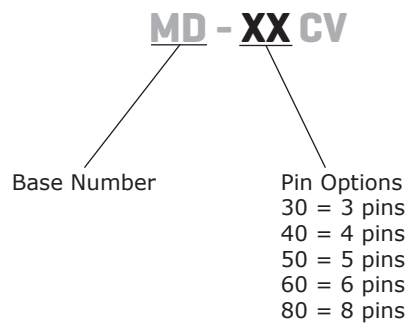 MD - XX CV
Base Number
Pin Options
30 = 3 pins
40 = 4 pins
50 = 5 pins
60 = 6 pins
80 = 8 pins